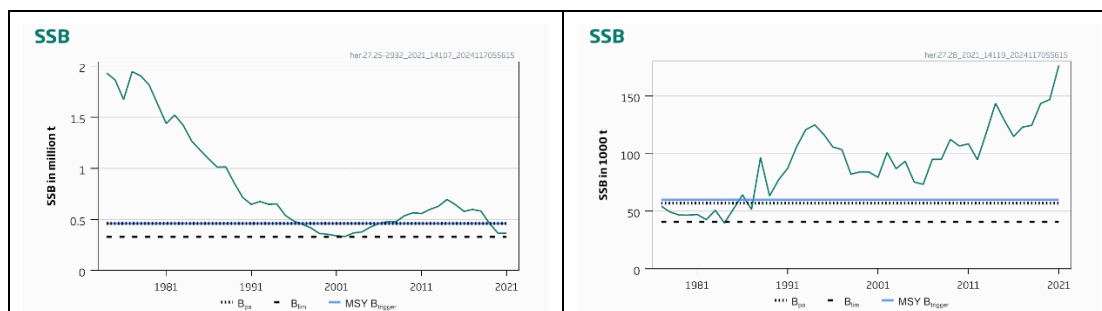 SSB
her.27.25-2932_2021_14107_2024117055615
2
1.5
1
0.5
0
SSB in million t
1981
1991
2001
2011
2021
Bpa
Blim
MSY Btrigger
SSB
her.27.28_2021_14119_2024117055615
150
100
50
0
SSB in 1000 t
1981
1991
2001
2011
2021
Bpa
Blim
MSY Btrigger